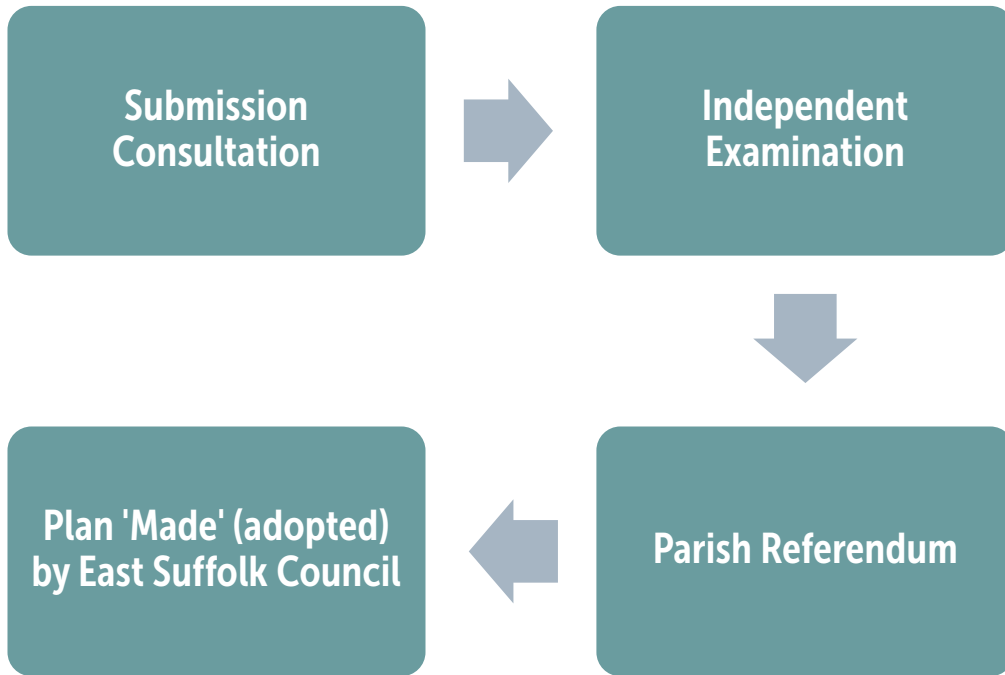 Submission
Consultation
Independent
Examination
Parish Referendum
Plan 'Made' (adopted)
by East Suffolk Council